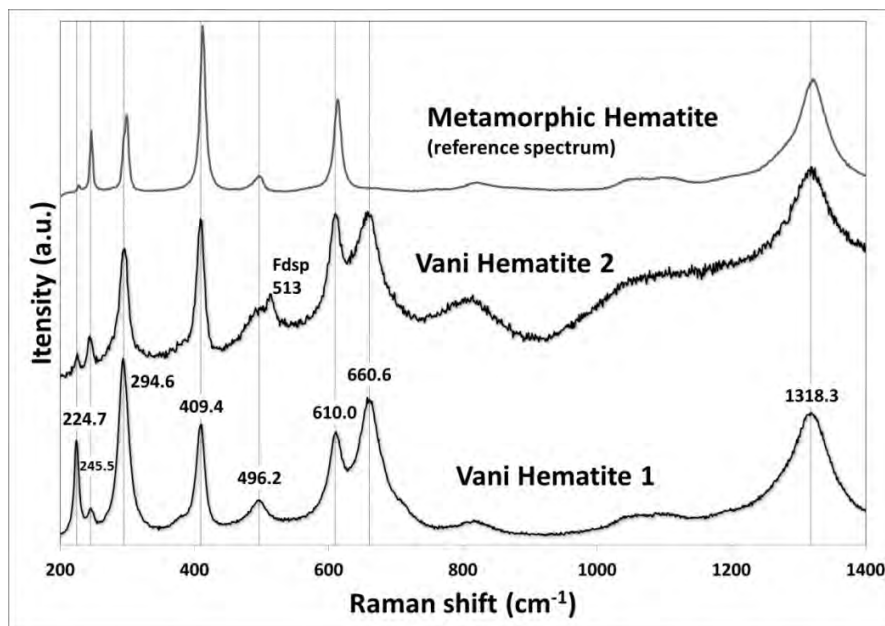 Metamorphic Hematite
(reference spectrum)
Fdsp
513
Vani Hematite 2
294.6
224.7
409.4
610.0
660.6
1318.3
245.5
496.2
Vani Hematite 1
Itensity (a.u.)
200
400
600
800
1000
1200
1400
Raman shift (cm⁻¹)